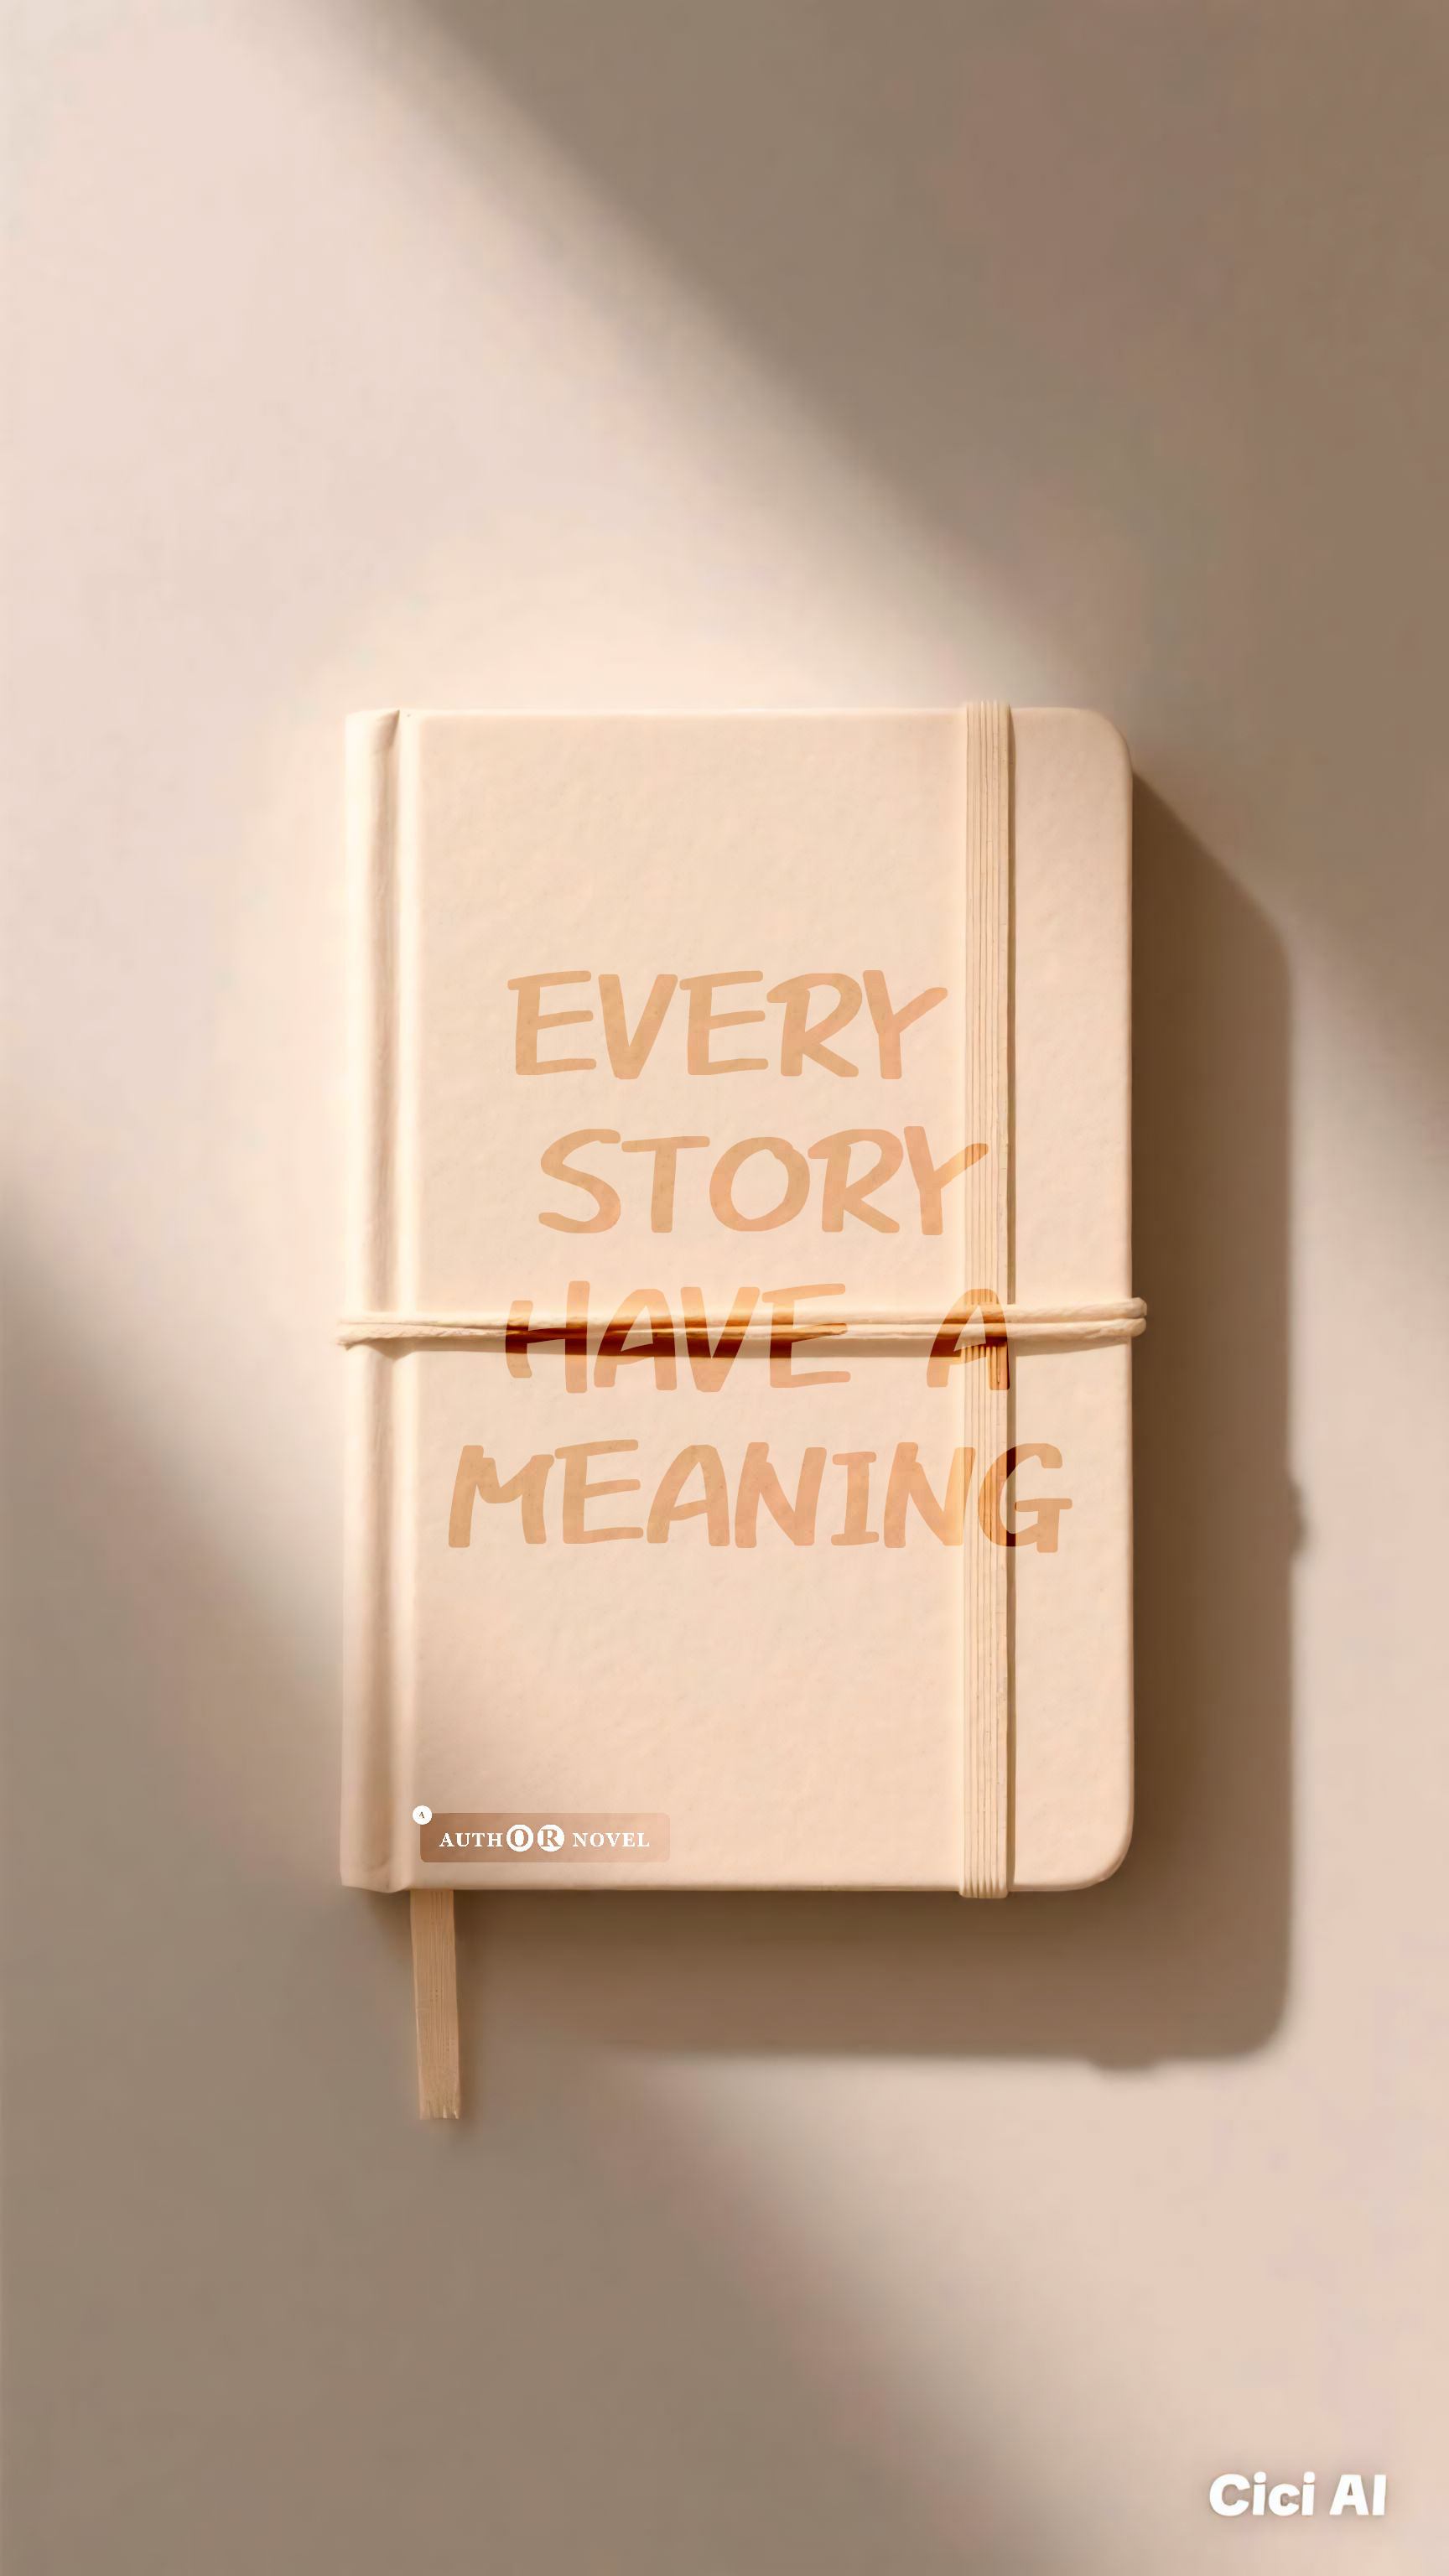 EVERY
STORY
HAVE A
MEANING
A
AUTHOR NOVEL
Cici AI